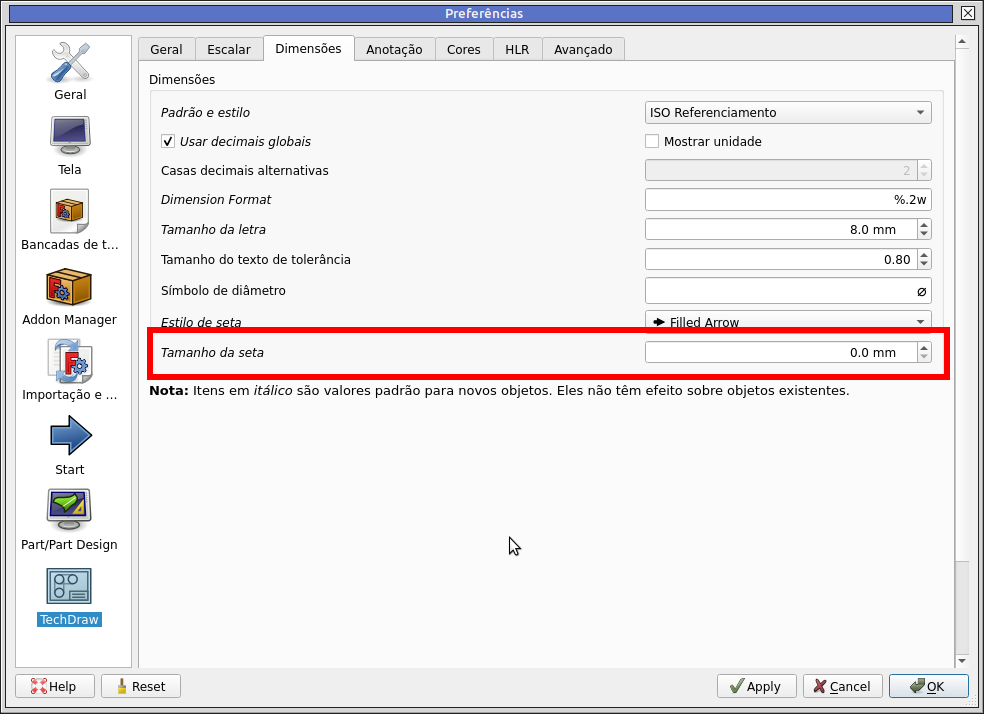 Preferências
Geral
Tela
Bancadas de t...
Addon Manager
Importação e ...
Start
Part/Part Design
TechDraw
Geral Escalar Dimensões Anotação Cores HLR Avançado
Dimensões
Padrão e estilo ISO Referenciamento
Usar decimais globais Mostrar unidade
Casas decimais alternativas 2
Dimension Format %.2w
Tamanho da letra 8.0 mm
Tamanho do texto de tolerância 0.80
Símbolo de diâmetro ⌀
Estilo de seta Filled Arrow
Tamanho da seta 0.0 mm
Nota: Itens em itálico são valores padrão para novos objetos. Eles não têm efeito sobre objetos existentes.
Help Reset Apply Cancel OK